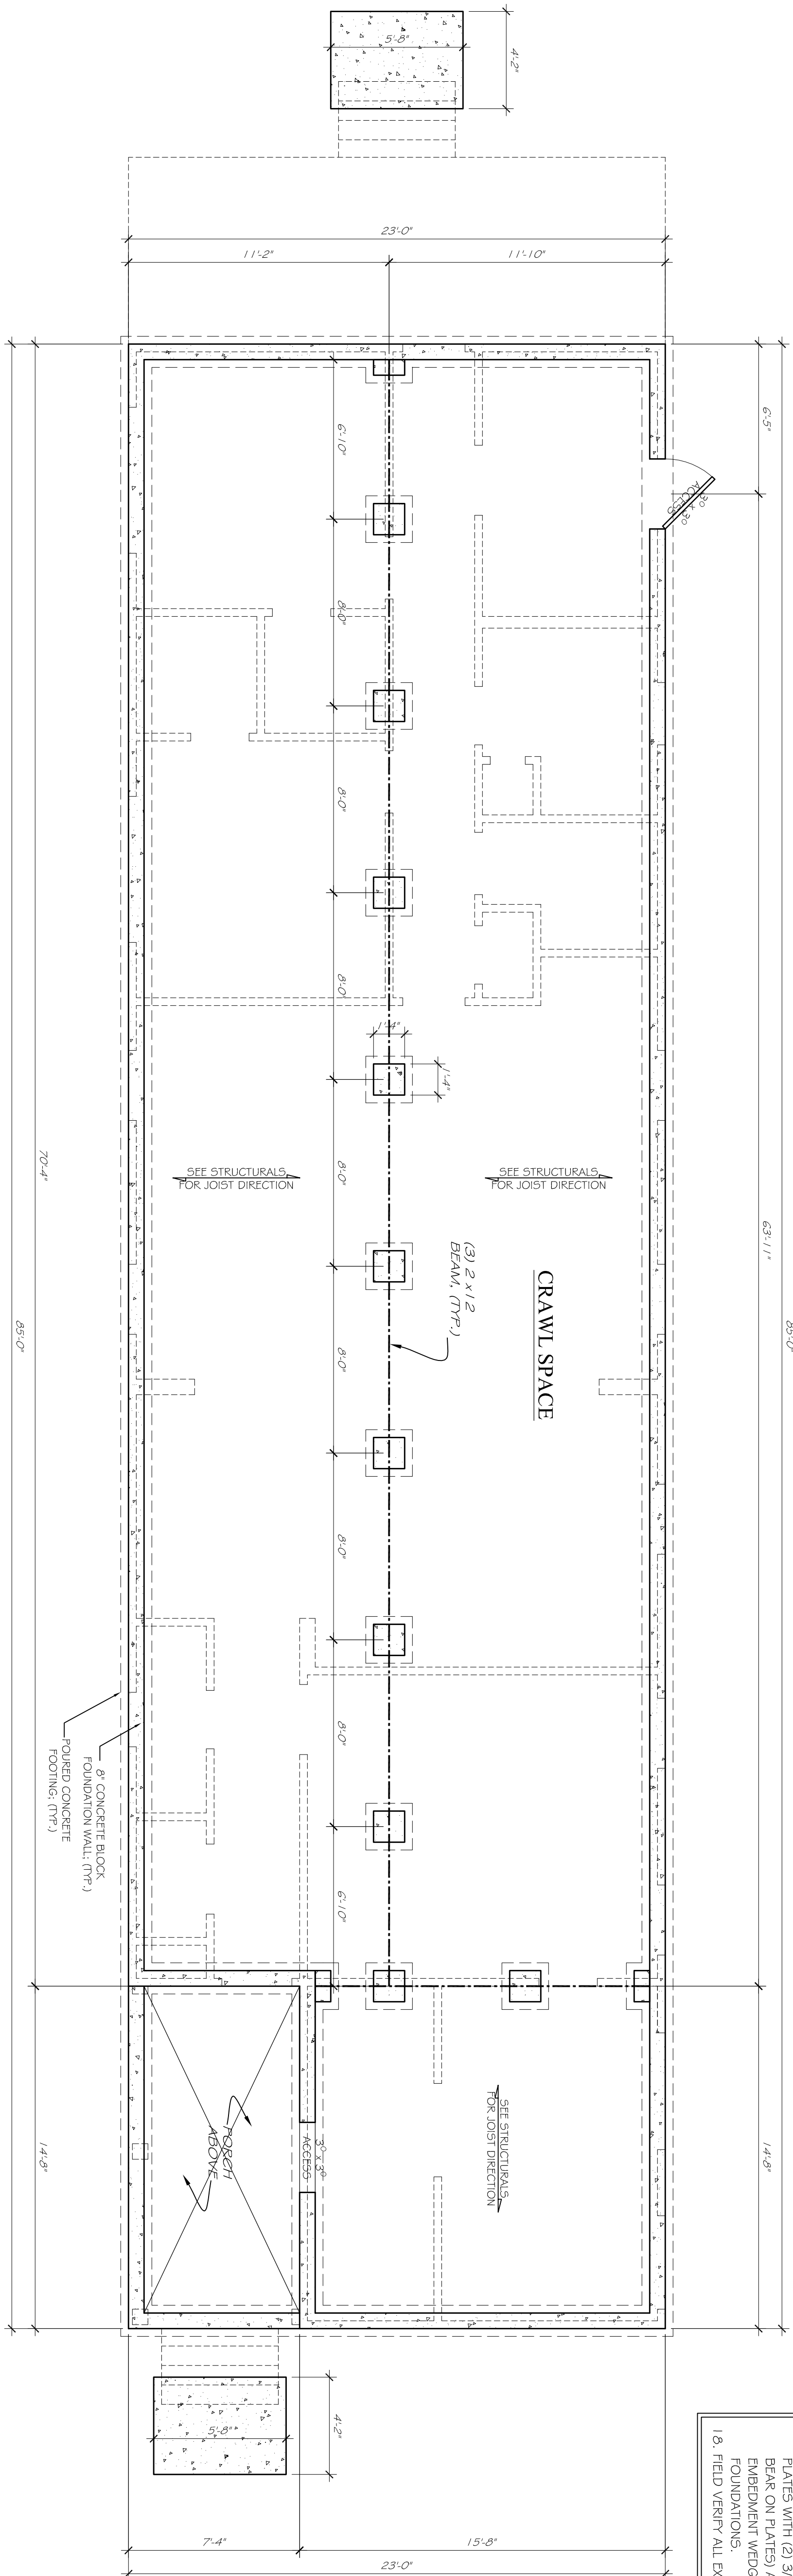 5'-8"
4'-2"
23'-0"
11'-2"
11'-10"
6'-5"
3⁰ x 3⁰
ACCESS
6'-10"
8'-0"
8'-0"
8'-0"
1'-4"
1'-4"
8'-0"
8'-0"
8'-0"
8'-0"
6'-10"
SEE STRUCTURALS
FOR JOIST DIRECTION
SEE STRUCTURALS
FOR JOIST DIRECTION
(3) 2 x 12
BEAM, (TYP.)
CRAWL SPACE
70'-4"
85'-0"
63'-11"
85'-0"
8" CONCRETE BLOCK
FOUNDATION WALL; (TYP.)
POURED CONCRETE
FOOTING; (TYP.)
14'-8"
14'-8"
PORCH
ABOVE
3⁰ x 3⁰
ACCESS
SEE STRUCTURALS
FOR JOIST DIRECTION
5'-8"
4'-2"
7'-4"
15'-8"
23'-0"
PLATES WITH (2) 3/
BEAR ON PLATES) A
EMBEDMENT WEDG
FOUNDATIONS.
18. FIELD VERIFY ALL EX